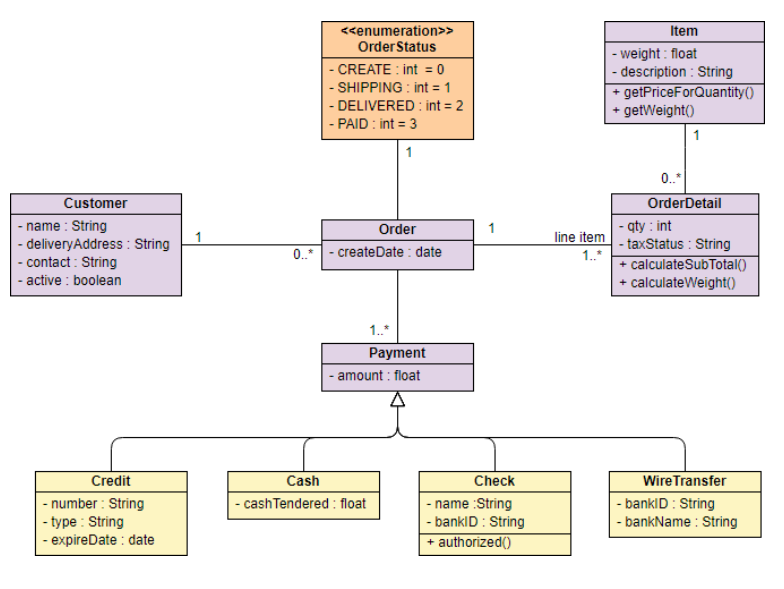 <<enumeration>>
OrderStatus
- CREATE : int  = 0
- SHIPPING : int = 1
- DELIVERED : int = 2
- PAID : int = 3
Item
- weight : float
- description : String
+ getPriceForQuantity()
+ getWeight()
1
1
0..*
Customer
- name : String
- deliveryAddress : String
- contact : String
- active : boolean
1
0..*
Order
- createDate : date
1
line item
1..*
OrderDetail
- qty : int
- taxStatus : String
+ calculateSubTotal()
+ calculateWeight()
1..*
Payment
- amount : float
Credit
- number : String
- type : String
- expireDate : date
Cash
- cashTendered : float
Check
- name :String
- bankID : String
+ authorized()
WireTransfer
- bankID : String
- bankName : String